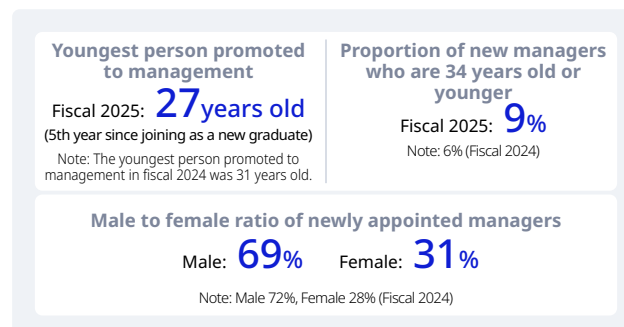 Youngest person promoted
to management
Fiscal 2025: 27 years old
(5th year since joining as a new graduate)
Note: The youngest person promoted to
management in fiscal 2024 was 31 years old.
Proportion of new managers
who are 34 years old or
younger
Fiscal 2025: 9%
Note: 6% (Fiscal 2024)
Male to female ratio of newly appointed managers
Male: 69% Female: 31%
Note: Male 72%, Female 28% (Fiscal 2024)